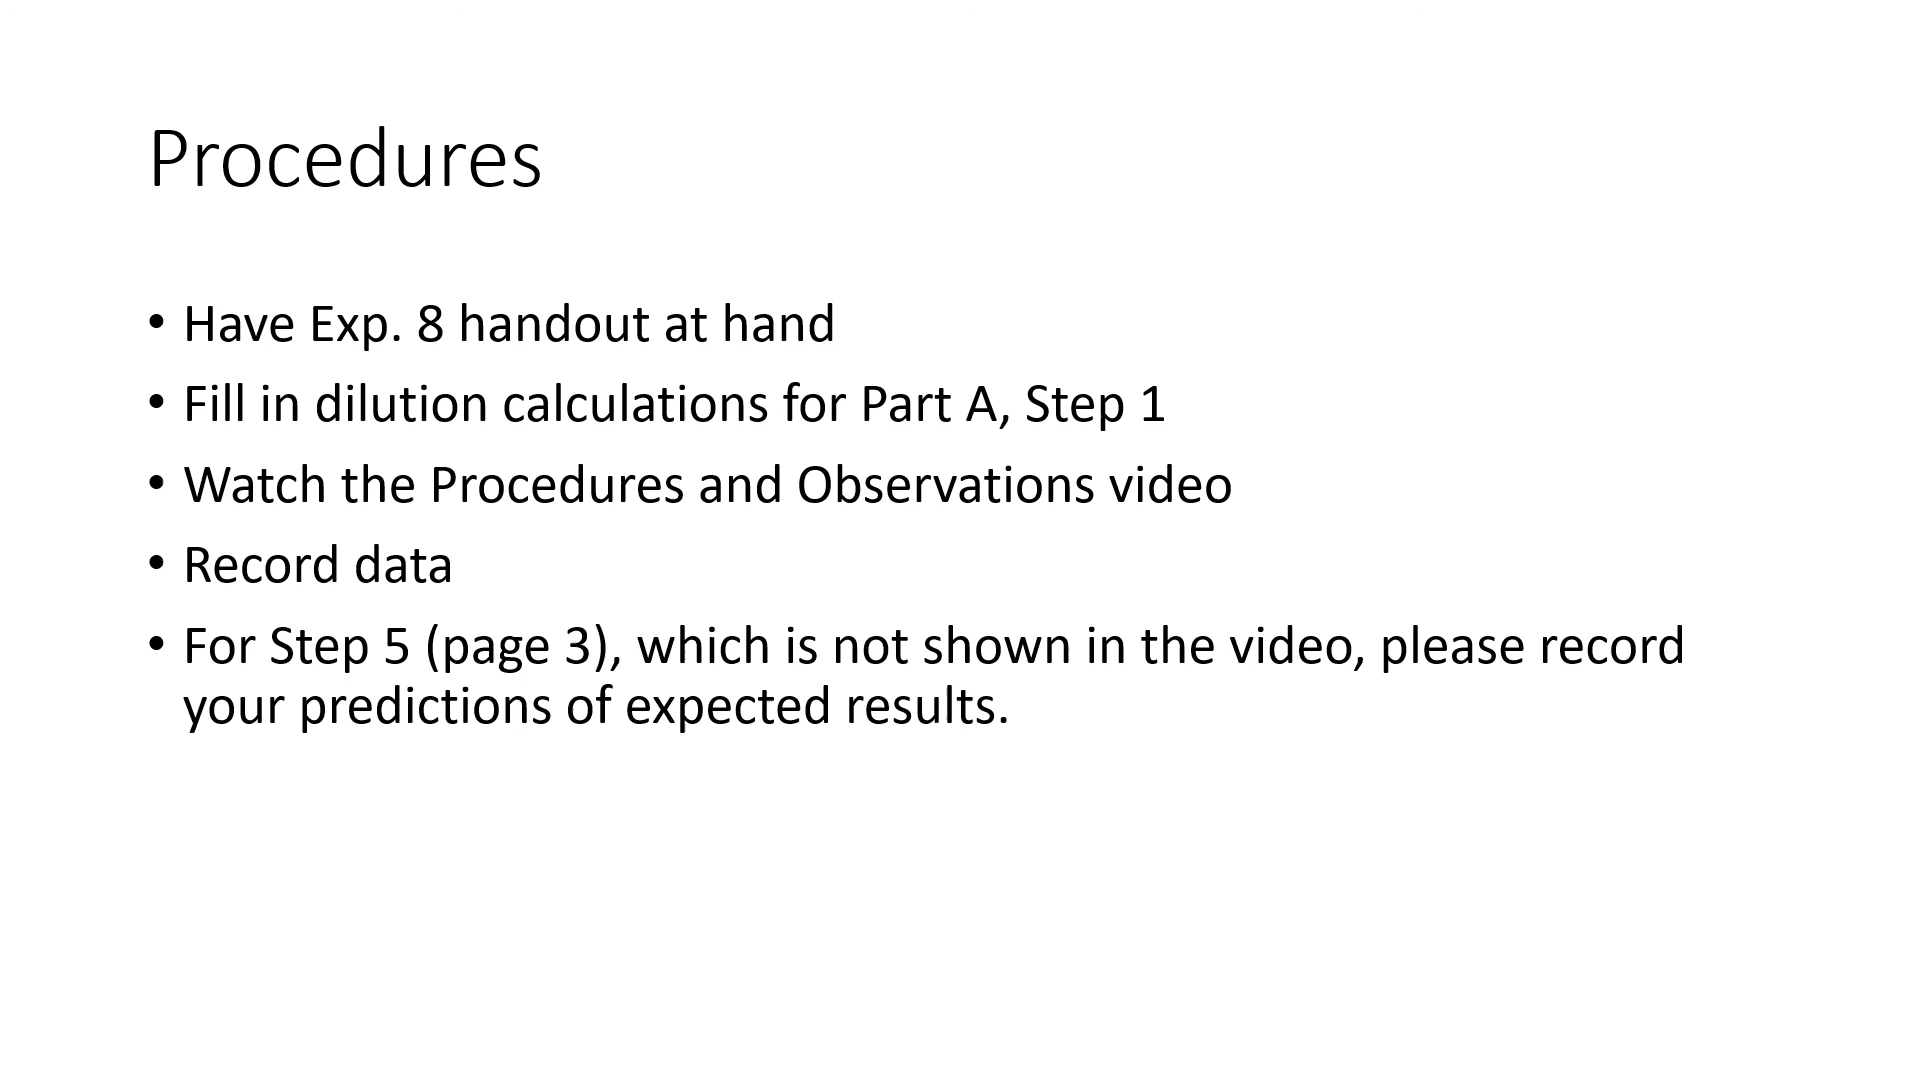 Procedures
• Have Exp. 8 handout at hand
• Fill in dilution calculations for Part A, Step 1
• Watch the Procedures and Observations video
• Record data
• For Step 5 (page 3), which is not shown in the video, please record
your predictions of expected results.